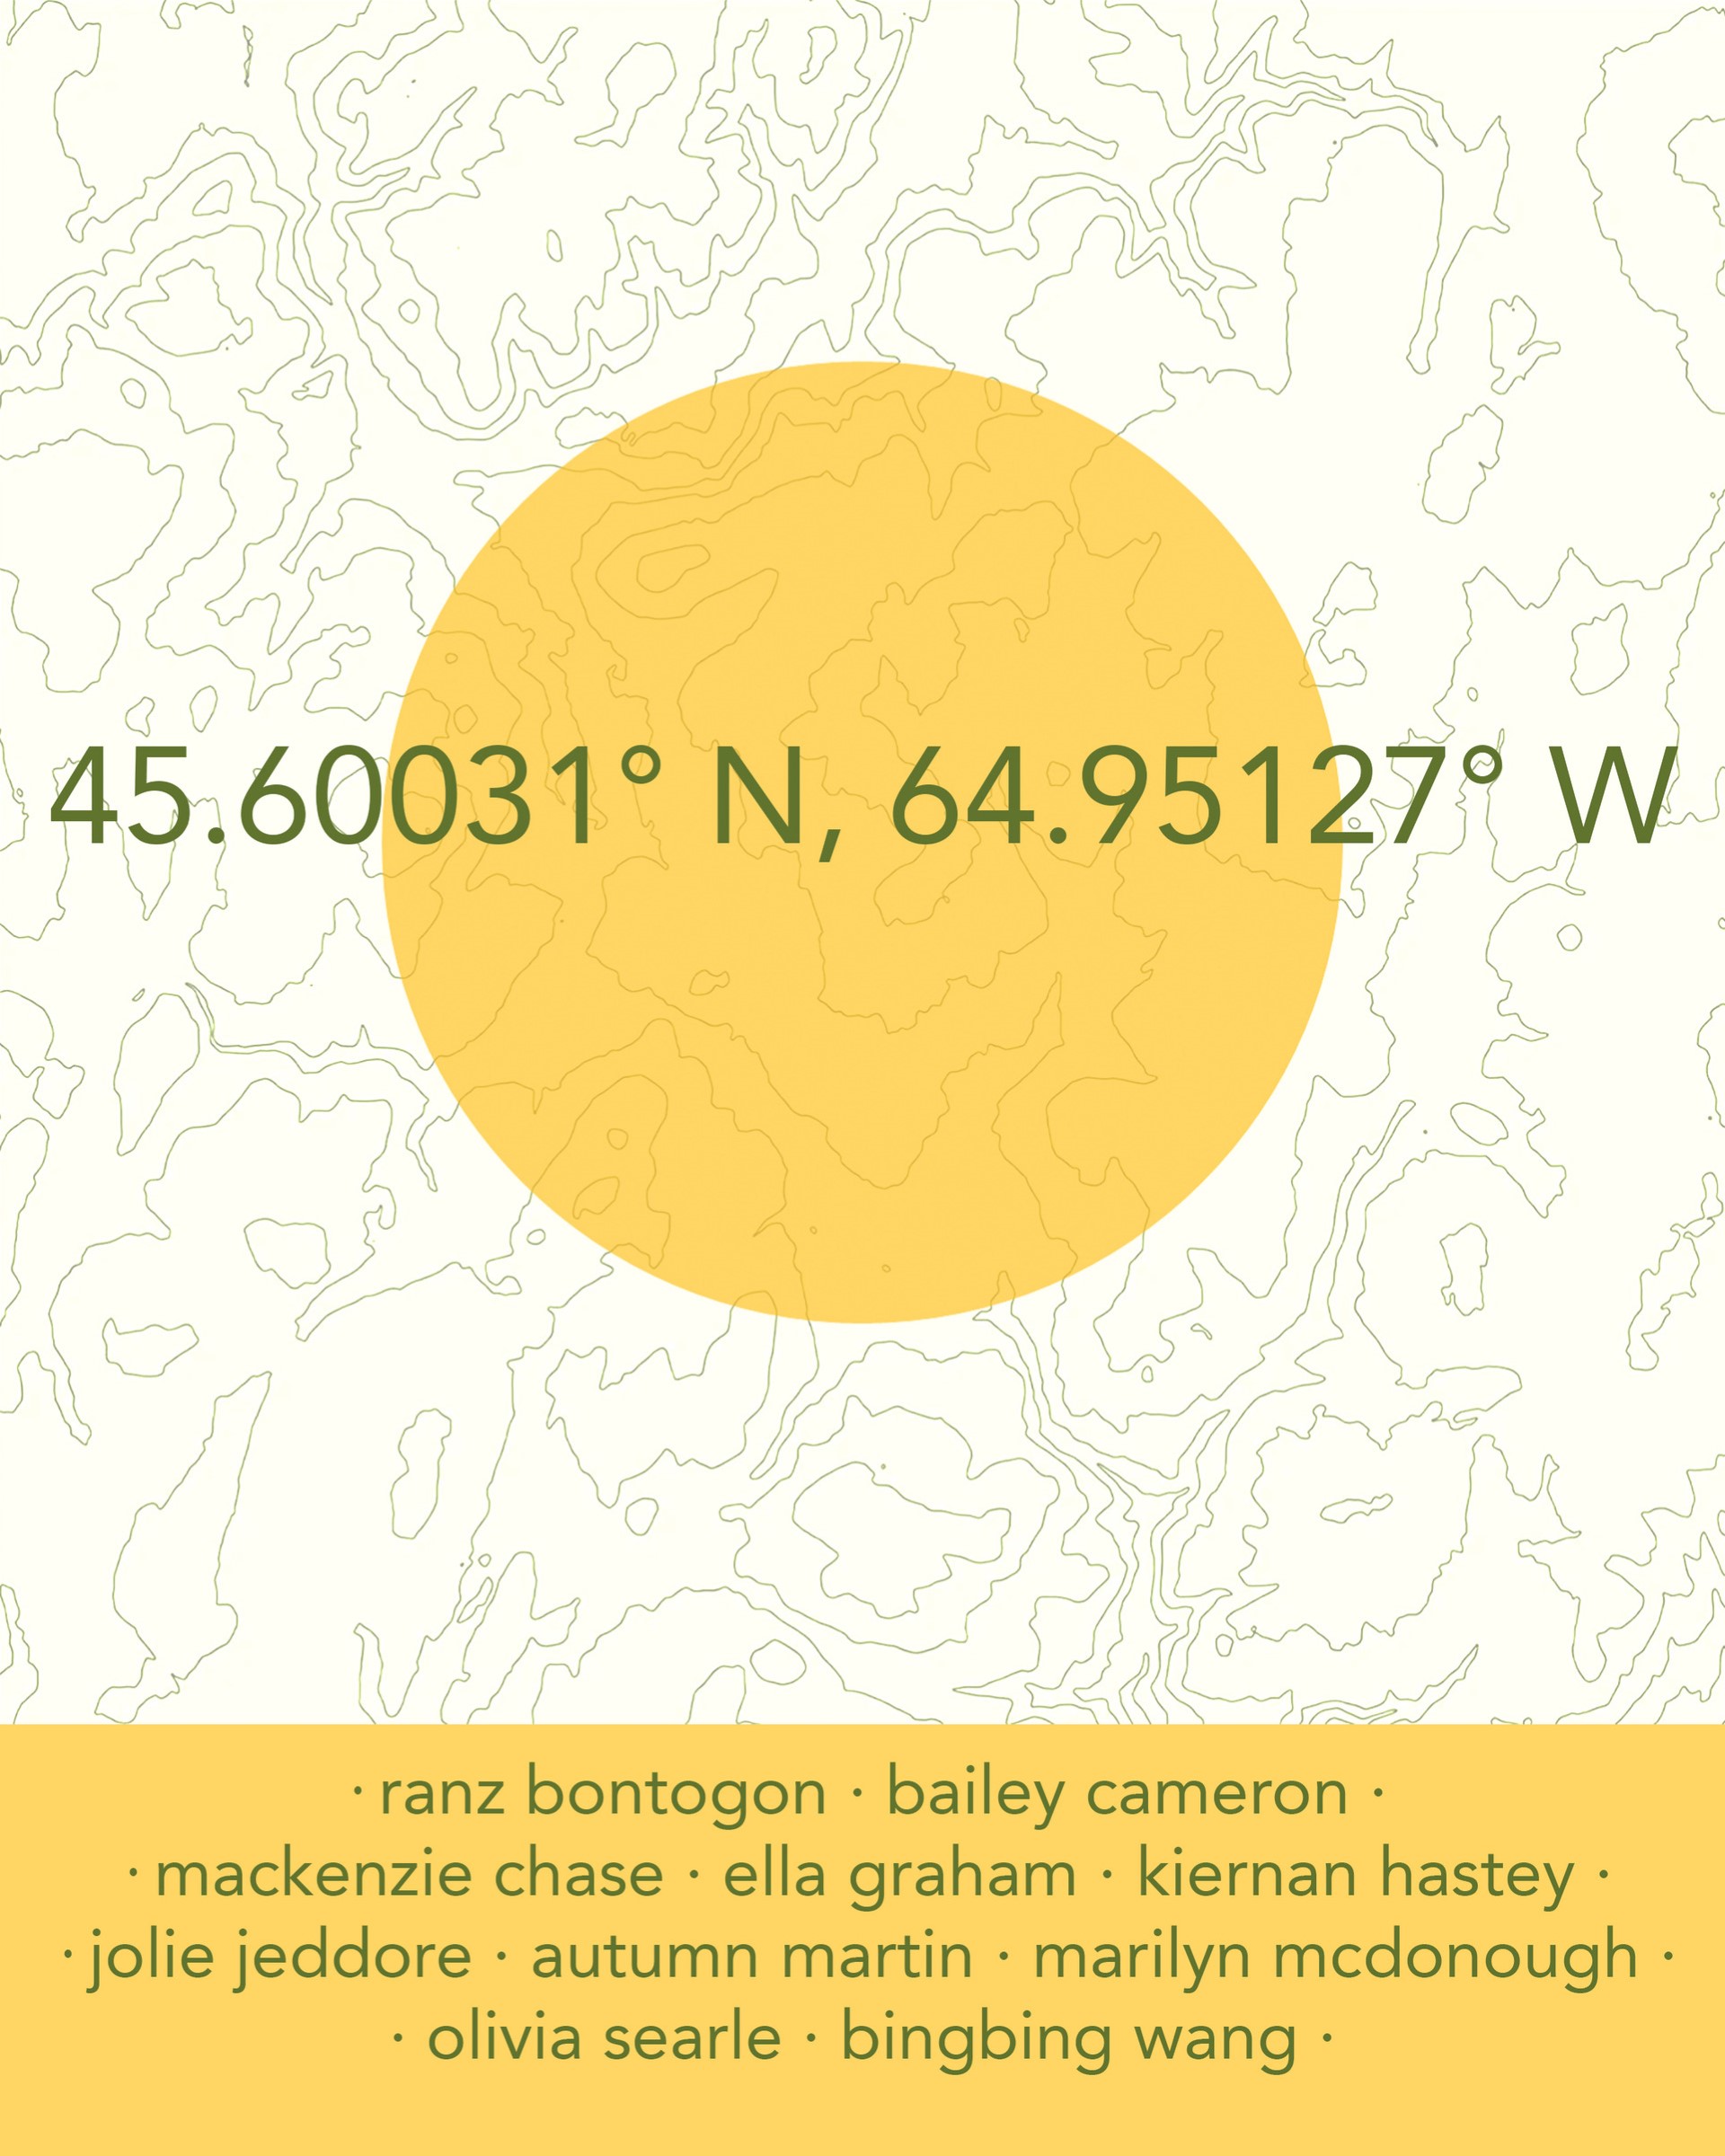 45.60031° N, 64.95127° W
· ranz bontogon · bailey cameron ·
· mackenzie chase · ella graham · kiernan hastey ·
· jolie jeddore · autumn martin · marilyn mcdonough ·
· olivia searle · bingbing wang ·